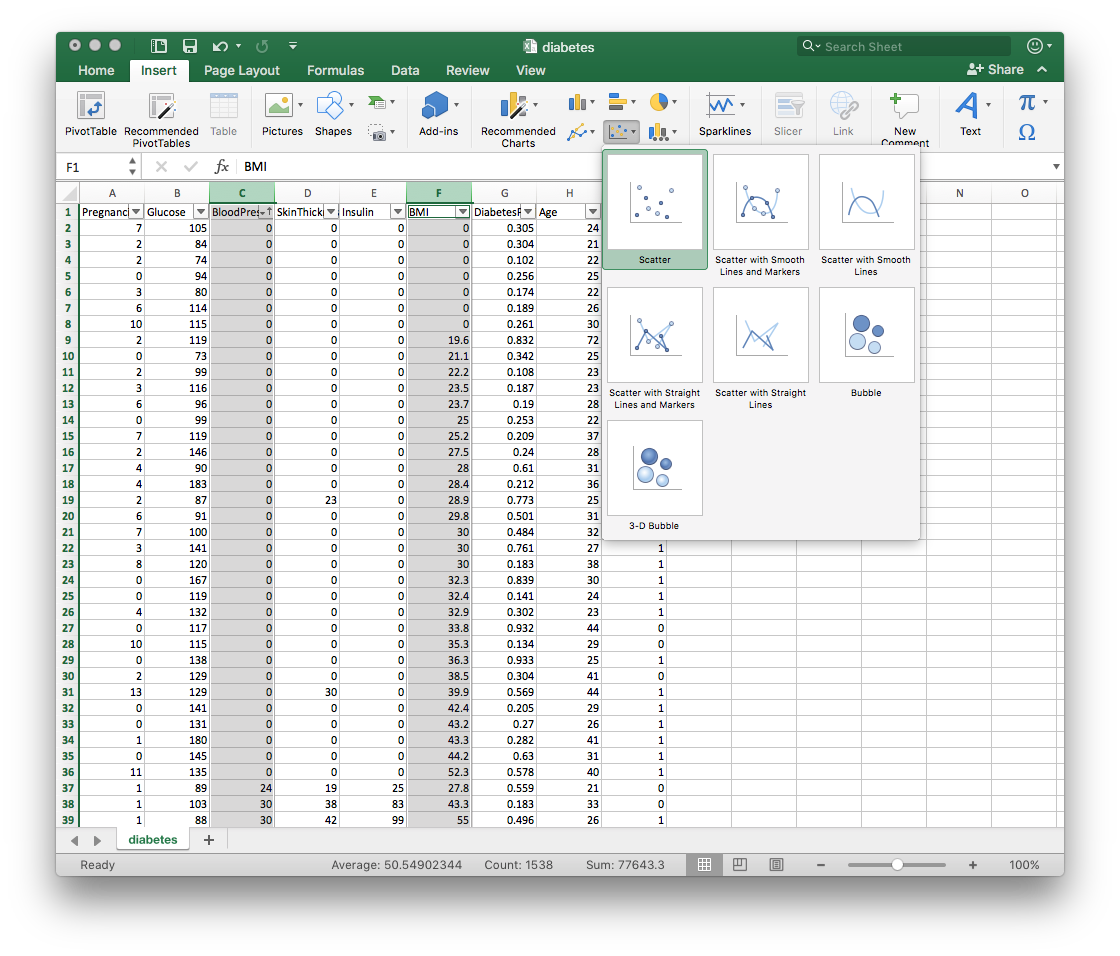 diabetes
Search Sheet
Home Insert Page Layout Formulas Data Review View
Share
PivotTable Recommended PivotTables Table Pictures Shapes Add-ins Recommended Charts Sparklines Slicer Link New Comment Text
π
Ω
F1 fx BMI
A B C D E F G H N O
1 Pregnanc Glucose BloodPres SkinThick Insulin BMI DiabetesP Age
2 7 105 0 0 0 0 0.305 24
3 2 84 0 0 0 0 0.304 21
4 2 74 0 0 0 0 0.102 22
5 0 94 0 0 0 0 0.256 25
6 3 80 0 0 0 0 0.174 22
7 6 114 0 0 0 0 0.189 26
8 10 115 0 0 0 0 0.261 30
9 2 119 0 0 0 19.6 0.832 72
10 0 73 0 0 0 21.1 0.342 25
11 2 99 0 0 0 22.2 0.108 23
12 3 116 0 0 0 23.5 0.187 23
13 6 96 0 0 0 23.7 0.19 28
14 0 99 0 0 0 25 0.253 22
15 7 119 0 0 0 25.2 0.209 37
16 2 146 0 0 0 27.5 0.24 28
17 4 90 0 0 0 28 0.61 31
18 4 183 0 0 0 28.4 0.212 36
19 2 87 0 23 0 28.9 0.773 25
20 6 91 0 0 0 29.8 0.501 31
21 7 100 0 0 0 30 0.484 32
22 3 141 0 0 0 30 0.761 27 1
23 8 120 0 0 0 30 0.183 38 1
24 0 167 0 0 0 32.3 0.839 30 1
25 0 119 0 0 0 32.4 0.141 24 1
26 4 132 0 0 0 32.9 0.302 23 1
27 0 117 0 0 0 33.8 0.932 44 0
28 10 115 0 0 0 35.3 0.134 29 0
29 0 138 0 0 0 36.3 0.933 25 1
30 2 129 0 0 0 38.5 0.304 41 0
31 13 129 0 30 0 39.9 0.569 44 1
32 0 141 0 0 0 42.4 0.205 29 1
33 0 131 0 0 0 43.2 0.27 26 1
34 1 180 0 0 0 43.3 0.282 41 1
35 0 145 0 0 0 44.2 0.63 31 1
36 11 135 0 0 0 52.3 0.578 40 1
37 1 89 24 19 25 27.8 0.559 21 0
38 1 103 30 38 83 43.3 0.183 33 0
39 1 88 30 42 99 55 0.496 26 1
Scatter
Scatter with Smooth Lines and Markers
Scatter with Smooth Lines
Scatter with Straight Lines and Markers
Scatter with Straight Lines
Bubble
3-D Bubble
diabetes
Ready Average: 50.54902344 Count: 1538 Sum: 77643.3 100%